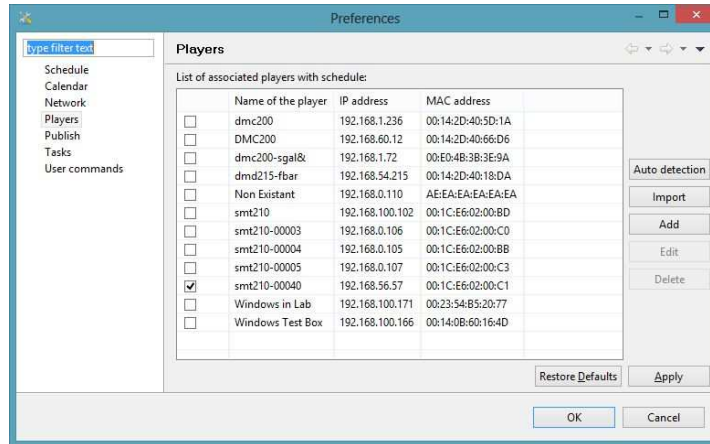 Preferences
type filter text
Schedule
Calendar
Network
Players
Publish
Tasks
User commands
Players
List of associated players with schedule:
Name of the player IP address MAC address
dmc200 192.168.1.236 00:14:2D:40:5D:1A
DMC200 192.168.60.12 00:14:2D:40:66:D6
dmc200-sgal& 192.168.1.72 00:E0:4B:3B:3E:9A
dmd215-fbar 192.168.54.215 00:14:2D:40:18:DA
Non Existant 192.168.0.110 AE:EA:EA:EA:EA:EA
smt210 192.168.100.102 00:1C:E6:02:00:BD
smt210-00003 192.168.0.106 00:1C:E6:02:00:C0
smt210-00004 192.168.0.105 00:1C:E6:02:00:BB
smt210-00005 192.168.0.107 00:1C:E6:02:00:C3
smt210-00040 192.168.56.57 00:1C:E6:02:00:C1
Windows in Lab 192.168.100.171 00:23:54:B5:20:77
Windows Test Box 192.168.100.166 00:14:0B:60:16:4D
Auto detection
Import
Add
Edit
Delete
Restore Defaults
Apply
OK
Cancel